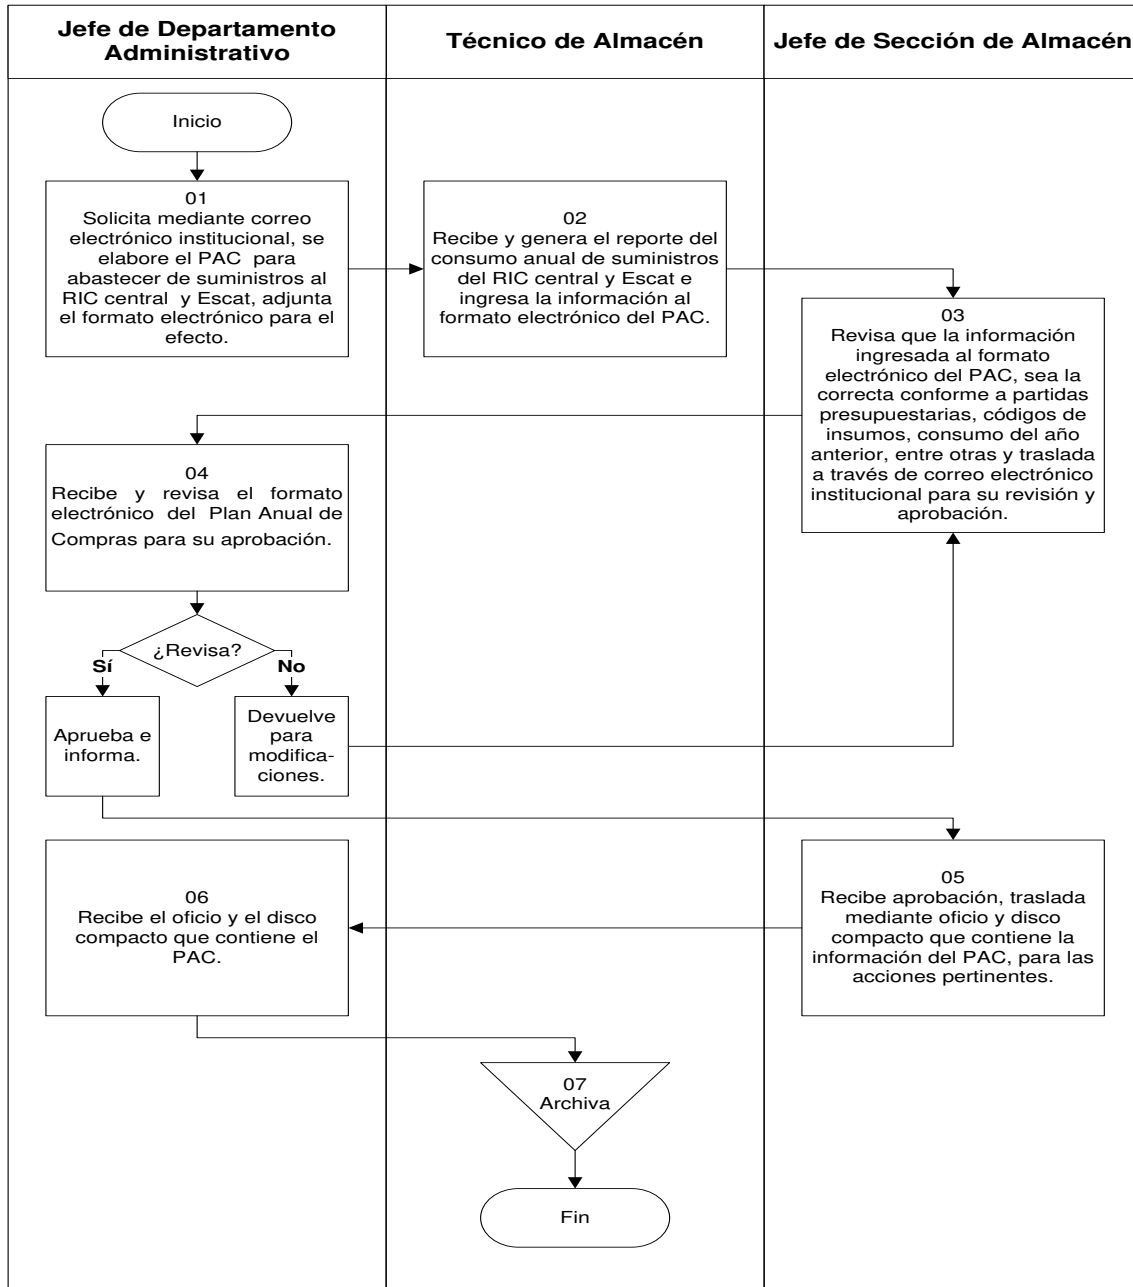 Jefe de Departamento
Administrativo
Técnico de Almacén
Jefe de Sección de Almacén
Inicio
01
Solicita mediante correo
electrónico institucional, se
elabore el PAC para
abastecer de suministros al
RIC central y Escat, adjunta
el formato electrónico para el
efecto.
02
Recibe y genera el reporte del
consumo anual de suministros
del RIC central y Escat e
ingresa la información al
formato electrónico del PAC.
03
Revisa que la información
ingresada al formato
electrónico del PAC, sea la
correcta conforme a partidas
presupuestarias, códigos de
insumos, consumo del año
anterior, entre otras y traslada
a través de correo electrónico
institucional para su revisión y
aprobación.
04
Recibe y revisa el formato
electrónico del Plan Anual de
Compras para su aprobación.
¿Revisa?
Sí
No
Aprueba e
informa.
Devuelve
para
modifica-
ciones.
05
Recibe aprobación, traslada
mediante oficio y disco
compacto que contiene la
información del PAC, para las
acciones pertinentes.
06
Recibe el oficio y el disco
compacto que contiene el
PAC.
07
Archiva
Fin